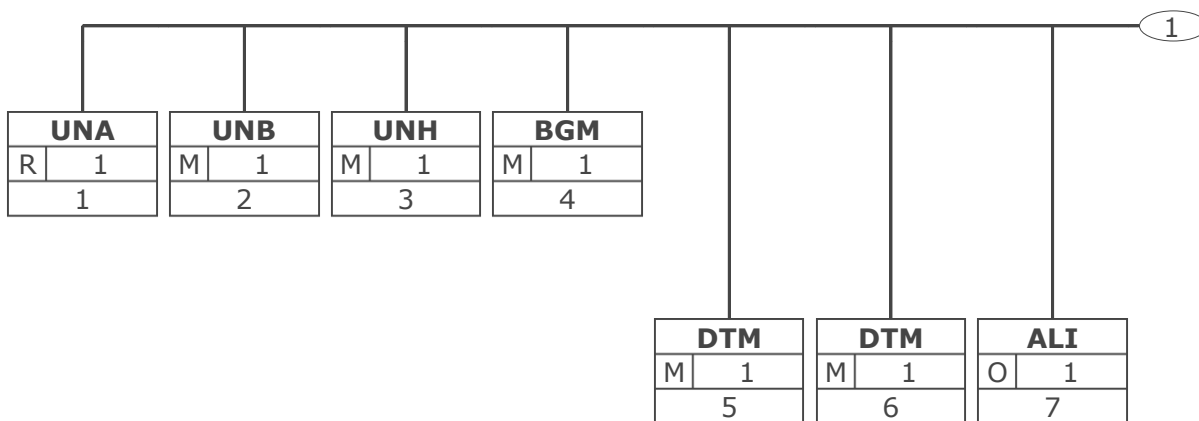 1
UNA UNB UNH BGM
R 1 M 1 M 1 M 1
1 2 3 4
DTM DTM ALI
M 1 M 1 O 1
5 6 7